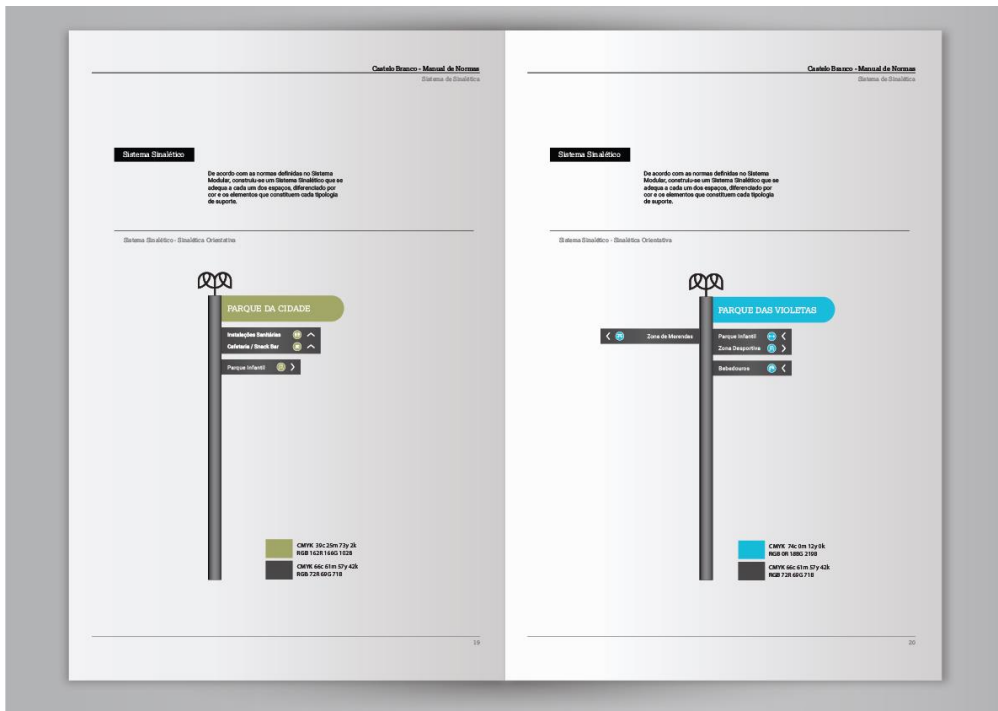 Castelo Branco - Manual de Normas
Sistema de Sinalética
Sistema Sinalético
De acordo com as normas definidas no Sistema
Modular, construiu-se um Sistema Sinalético que se
adequa a cada um dos espaços, diferenciado por
cor e os elementos que constituem cada tipologia
de suporte.
Sistema Sinalético - Sinalética Orientativa
PARQUE DA CIDADE
Instalações Sanitárias
Cafetaria / Snack Bar
Parque Infantil
CMYK 39c 25m 73y 2k
RGB 162R 166G 102B
CMYK 66c 61m 57y 42k
RGB 72R 69G 71B
19
Castelo Branco - Manual de Normas
Sistema de Sinalética
Sistema Sinalético
De acordo com as normas definidas no Sistema
Modular, construiu-se um Sistema Sinalético que se
adequa a cada um dos espaços, diferenciado por
cor e os elementos que constituem cada tipologia
de suporte.
Sistema Sinalético - Sinalética Orientativa
PARQUE DAS VIOLETAS
Zona de Merendas
Parque Infantil
Zona Desportiva
Bebedouros
CMYK 74c 0m 12y 0k
RGB 0R 188G 219B
CMYK 66c 61m 57y 42k
RGB 72R 69G 71B
20